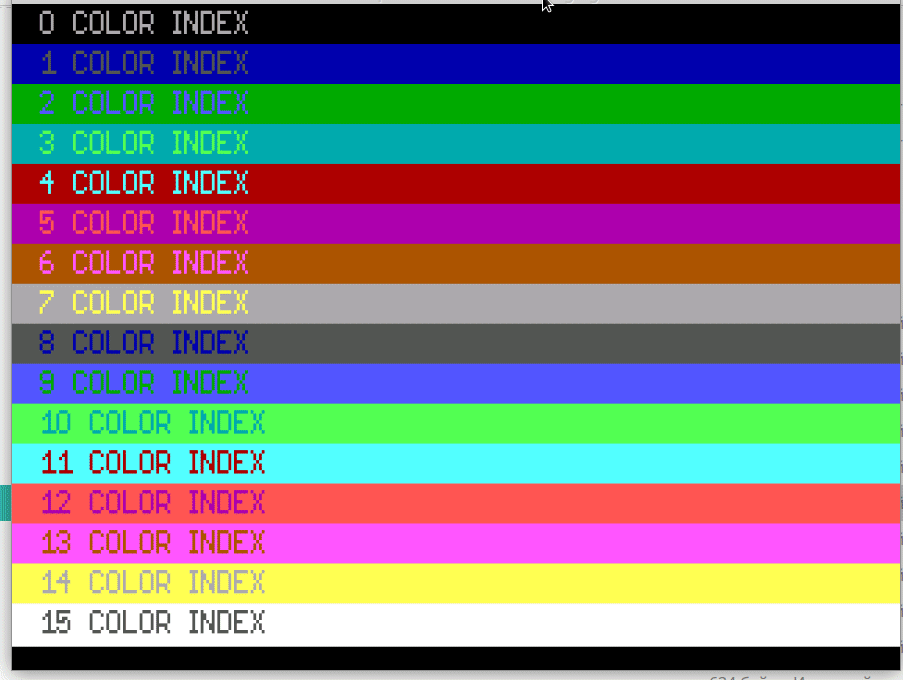 0 COLOR INDEX
1 COLOR INDEX
2 COLOR INDEX
3 COLOR INDEX
4 COLOR INDEX
5 COLOR INDEX
6 COLOR INDEX
7 COLOR INDEX
8 COLOR INDEX
9 COLOR INDEX
10 COLOR INDEX
11 COLOR INDEX
12 COLOR INDEX
13 COLOR INDEX
14 COLOR INDEX
15 COLOR INDEX